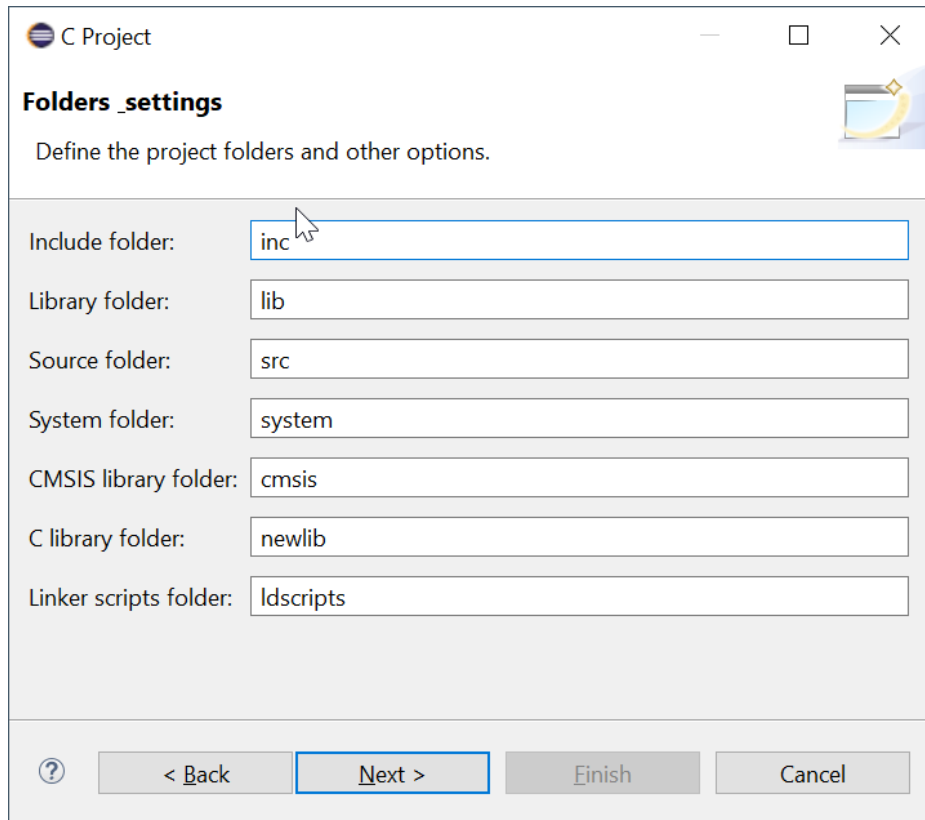 C Project
Folders _settings
Define the project folders and other options.
Include folder: inc
Library folder: lib
Source folder: src
System folder: system
CMSIS library folder: cmsis
C library folder: newlib
Linker scripts folder: ldscripts
? < Back Next > Finish Cancel